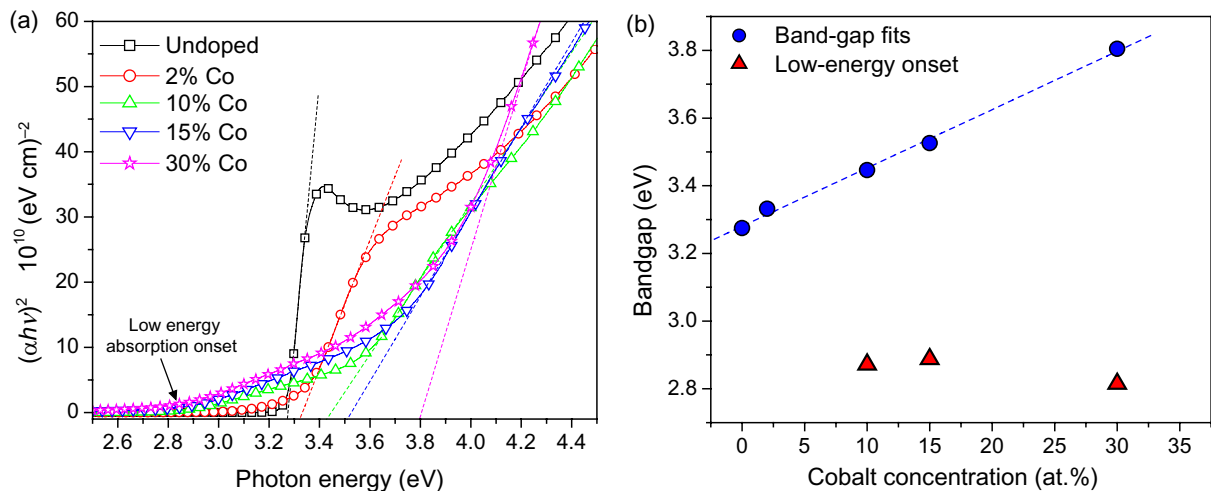 (a)
60
50
40
30
20
10
0
(αhν)² 10¹⁰ (eV cm)⁻²
Undoped
2% Co
10% Co
15% Co
30% Co
Low energy
absorption onset
2.6 2.8 3.0 3.2 3.4 3.6 3.8 4.0 4.2 4.4
Photon energy (eV)
(b)
3.8
3.6
3.4
3.2
3.0
2.8
Bandgap (eV)
Band-gap fits
Low-energy onset
0 5 10 15 20 25 30 35
Cobalt concentration (at.%)